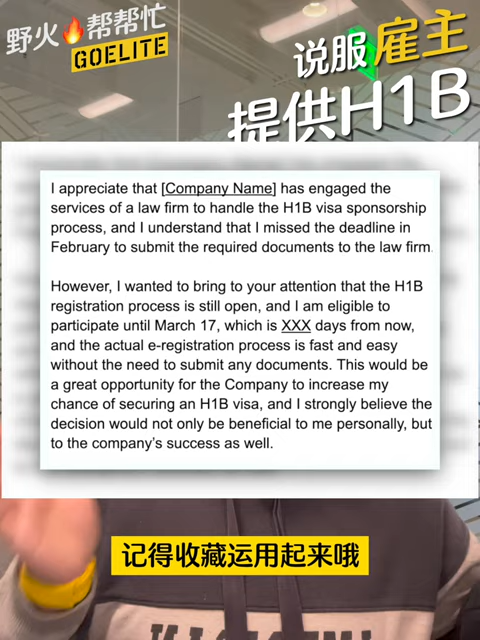 野火🔥帮帮忙
GOELITE
说服雇主
提供H1B
I appreciate that [Company Name] has engaged the
services of a law firm to handle the H1B visa sponsorship
process, and I understand that I missed the deadline in
February to submit the required documents to the law firm
However, I wanted to bring to your attention that the H1B
registration process is still open, and I am eligible to
participate until March 17, which is XXX days from now,
and the actual e-registration process is fast and easy
without the need to submit any documents. This would be
a great opportunity for the Company to increase my
chance of securing an H1B visa, and I strongly believe the
decision would not only be beneficial to me personally, but
to the company's success as well.
记得收藏运用起来哦